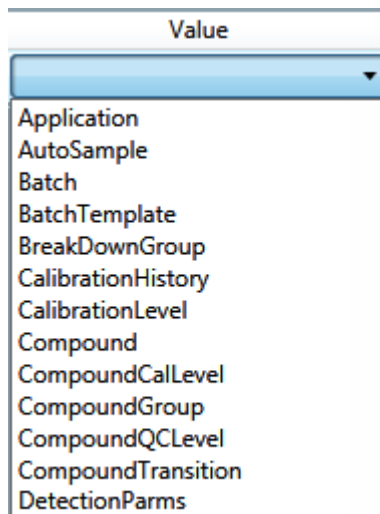 Value
Application
AutoSample
Batch
BatchTemplate
BreakDownGroup
CalibrationHistory
CalibrationLevel
Compound
CompoundCalLevel
CompoundGroup
CompoundQCLevel
CompoundTransition
DetectionParms